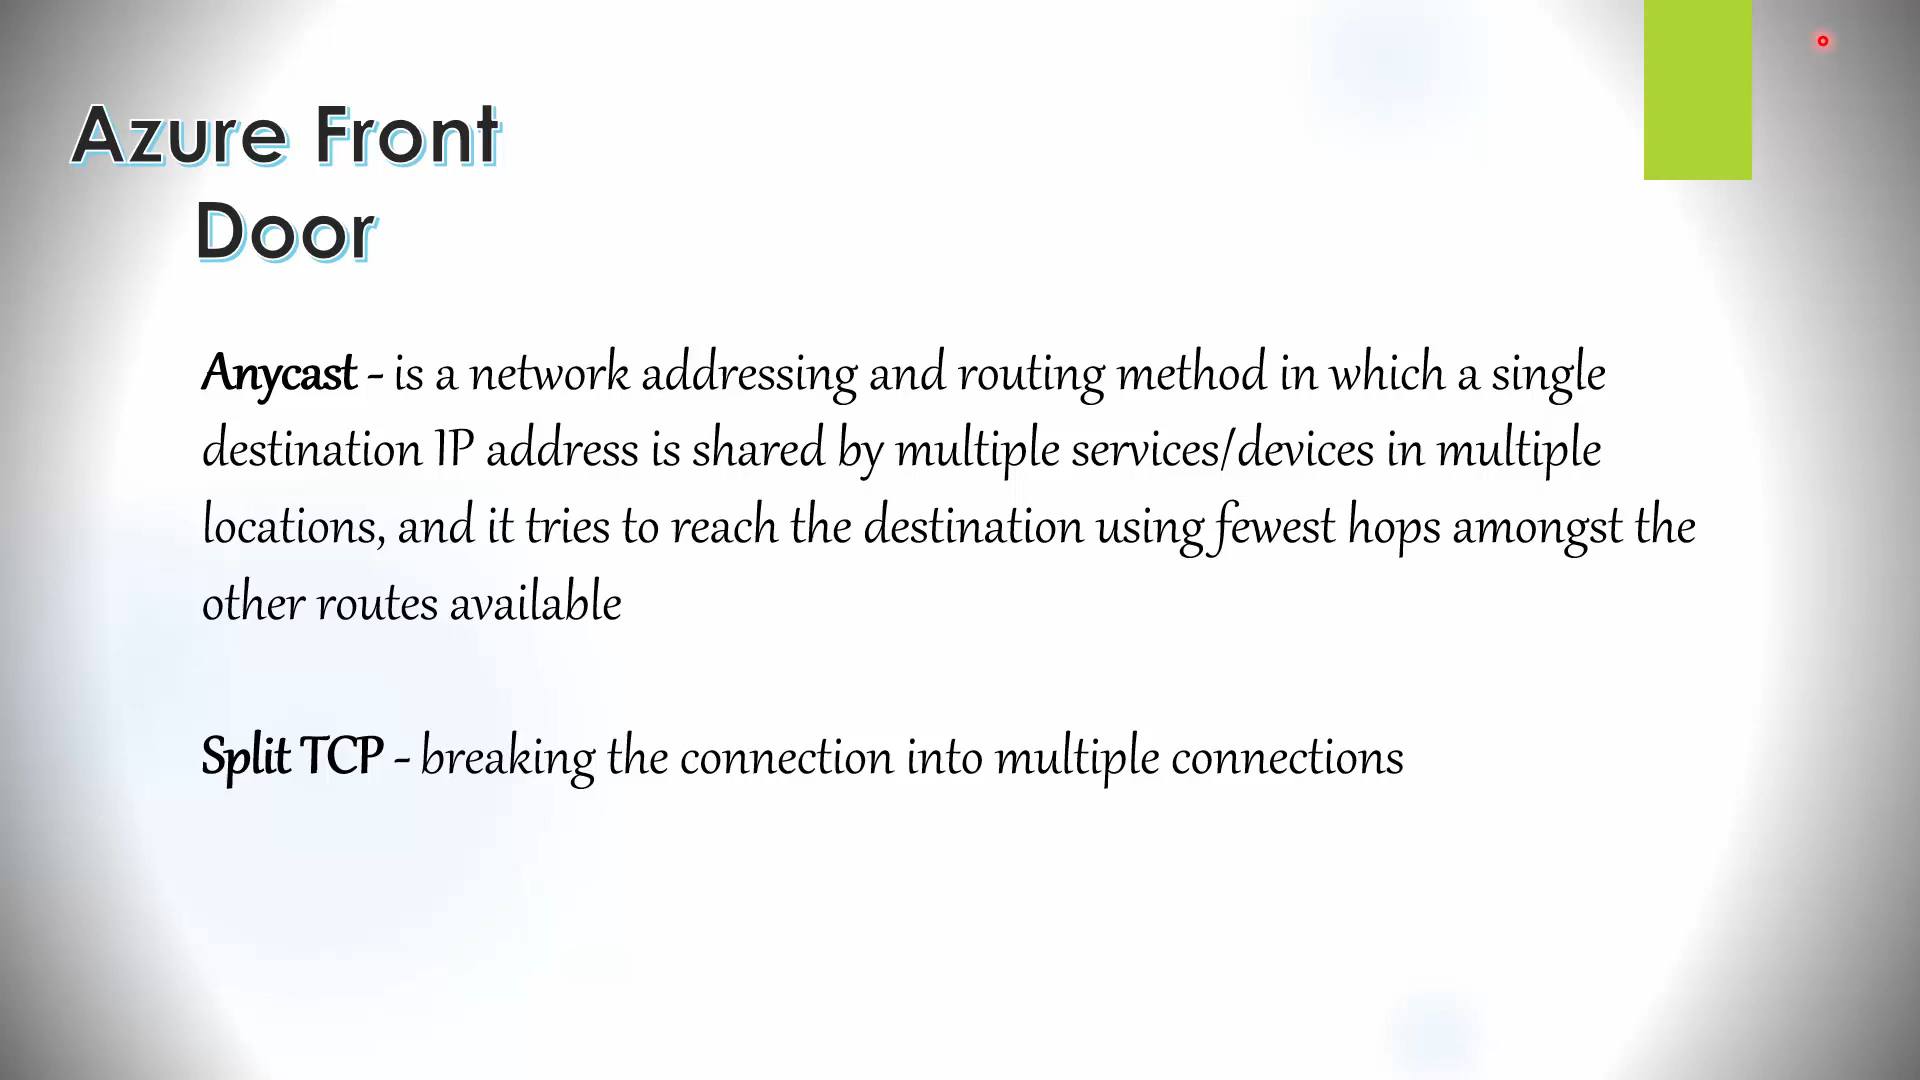 Azure Front
Door
Anycast - is a network addressing and routing method in which a single
destination IP address is shared by multiple services/devices in multiple
locations, and it tries to reach the destination using fewest hops amongst the
other routes available
Split TCP - breaking the connection into multiple connections